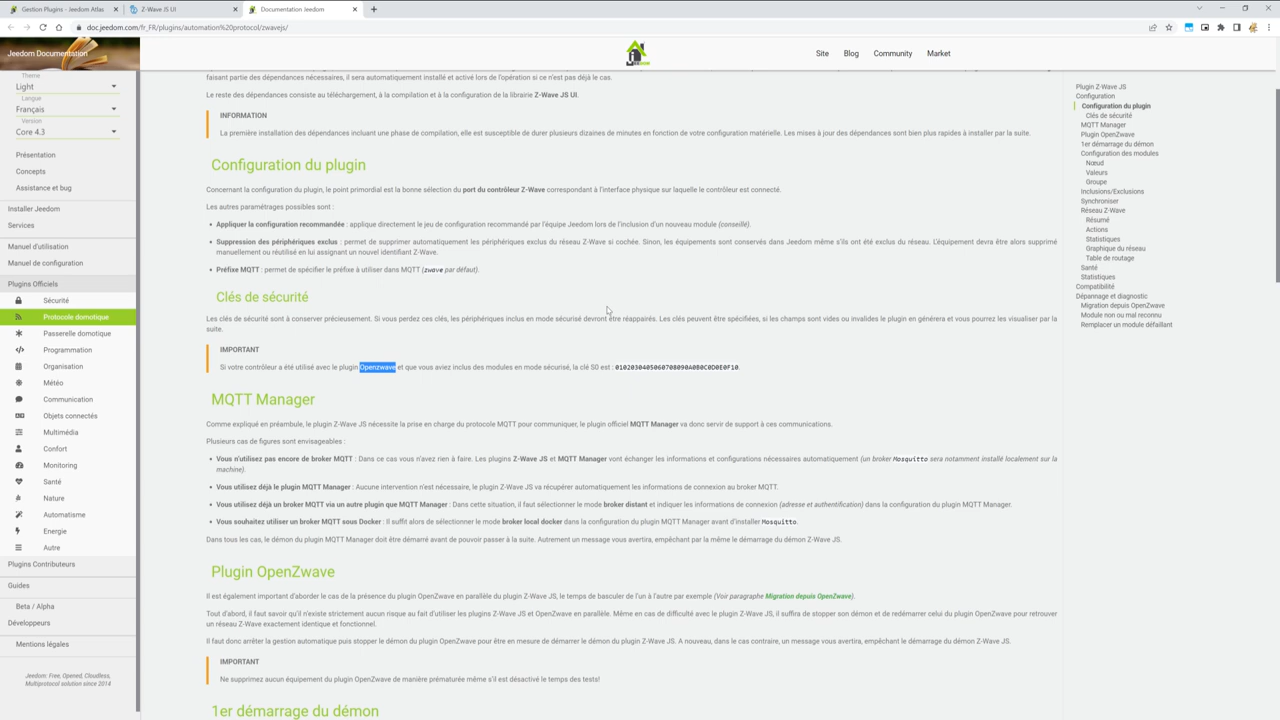 Gestion Plugins - Jeedom Atlas
Z-Wave JS UI
Documentation Jeedom
doc.jeedom.com/fr_FR/plugins/automation%20protocol/zwavejs/
Jeedom Documentation
Site
Blog
Community
Market
Theme
Light
Langue
Français
Version
Core 4.3
Présentation
Concepts
Assistance et bug
Installer Jeedom
Services
Manuel d'utilisation
Manuel de configuration
Plugins Officiels
Sécurité
Protocole domotique
Passerelle domotique
Programmation
Organisation
Météo
Communication
Objets connectés
Multimédia
Confort
Monitoring
Santé
Nature
Automatisme
Energie
Autre
Plugins Contributeurs
Guides
Beta / Alpha
Développeurs
Mentions légales
Jeedom: Free, Opened, Cloudless,
Multiprotocol solution since 2014
faisant partie des dépendances nécessaires, il sera automatiquement installé et activé lors de l'opération si ce n'est pas déjà le cas.
Le reste des dépendances consiste au téléchargement, à la compilation et à la configuration de la librairie Z-Wave JS UI.
INFORMATION
La première installation des dépendances incluant une phase de compilation, elle est susceptible de durer plusieurs dizaines de minutes en fonction de votre configuration matérielle. Les mises à jour des dépendances sont bien plus rapides à installer par la suite.
Configuration du plugin
Concernant la configuration du plugin, le point primordial est la bonne sélection du port du contrôleur Z-Wave correspondant à l'interface physique sur laquelle le contrôleur est connecté.
Les autres paramétrages possibles sont :
• Appliquer la configuration recommandée : applique directement le jeu de configuration recommandé par l'équipe Jeedom lors de l'inclusion d'un nouveau module (conseillé).
• Suppression des périphériques exclus : permet de supprimer automatiquement les périphériques exclus du réseau Z-Wave si cochée. Sinon, les équipements sont conservés dans Jeedom même s'ils ont été exclus du réseau. L'équipement devra être alors supprimé
manuellement ou réutilisé en lui assignant un nouvel identifiant Z-Wave.
• Préfixe MQTT : permet de spécifier le préfixe à utiliser dans MQTT (zwave par défaut).
Clés de sécurité
Les clés de sécurité sont à conserver précieusement. Si vous perdez ces clés, les périphériques inclus en mode sécurisé devront être réappairés. Les clés peuvent être spécifiées, si les champs sont vides ou invalides le plugin en générera et vous pourrez les visualiser par la
suite.
IMPORTANT
Si votre contrôleur a été utilisé avec le plugin Openzwave et que vous aviez inclus des modules en mode sécurisé, la clé S0 est : 0102030405060708090A0B0C0D0E0F10.
MQTT Manager
Comme expliqué en préambule, le plugin Z-Wave JS nécessite la prise en charge du protocole MQTT pour communiquer, le plugin officiel MQTT Manager va donc servir de support à ces communications.
Plusieurs cas de figures sont envisageables :
• Vous n'utilisez pas encore de broker MQTT : Dans ce cas vous n'avez rien à faire. Les plugins Z-Wave JS et MQTT Manager vont échanger les informations et configurations nécessaires automatiquement (un broker Mosquitto sera notamment installé localement sur la
machine).
• Vous utilisez déjà le plugin MQTT Manager : Aucune intervention n'est nécessaire, le plugin Z-Wave JS va récupérer automatiquement les informations de connexion au broker MQTT.
• Vous utilisez déjà un broker MQTT via un autre plugin que MQTT Manager : Dans cette situation, il faut sélectionner le mode broker distant et indiquer les informations de connexion (adresse et authentification) dans la configuration du plugin MQTT Manager.
• Vous souhaitez utiliser un broker MQTT sous Docker : Il suffit alors de sélectionner le mode broker local docker dans la configuration du plugin MQTT Manager avant d'installer Mosquitto.
Dans tous les cas, le démon du plugin MQTT Manager doit être démarré avant de pouvoir passer à la suite. Autrement un message vous avertira, empêchant par la même le démarrage du démon Z-Wave JS.
Plugin OpenZwave
Il est également important d'aborder le cas de la présence du plugin OpenZwave en parallèle du plugin Z-Wave JS, le temps de basculer de l'un à l'autre par exemple (Voir paragraphe Migration depuis OpenZwave).
Tout d'abord, il faut savoir qu'il n'existe strictement aucun risque au fait d'utiliser les plugins Z-Wave JS et OpenZwave en parallèle. Même en cas de difficulté avec le plugin Z-Wave JS, il suffira de stopper son démon et de redémarrer celui du plugin OpenZwave pour retrouver
un réseau Z-Wave exactement identique et fonctionnel.
Il faut donc arrêter la gestion automatique puis stopper le démon du plugin OpenZwave pour être en mesure de démarrer le démon du plugin Z-Wave JS. A nouveau, dans le cas contraire, un message vous avertira, empêchant le démarrage du démon Z-Wave JS.
IMPORTANT
Ne supprimez aucun équipement du plugin OpenZwave de manière prématurée même s'il est désactivé le temps des tests!
1er démarrage du démon
Plugin Z-Wave JS
Configuration
Configuration du plugin
Clés de sécurité
MQTT Manager
Plugin OpenZwave
1er démarrage du démon
Configuration des modules
Nœud
Valeurs
Groupe
Inclusions/Exclusions
Synchroniser
Réseau Z-Wave
Résumé
Actions
Statistiques
Graphique du réseau
Table de routage
Santé
Statistiques
Compatibilité
Dépannage et diagnostic
Migration depuis OpenZwave
Module non ou mal reconnu
Remplacer un module défaillant